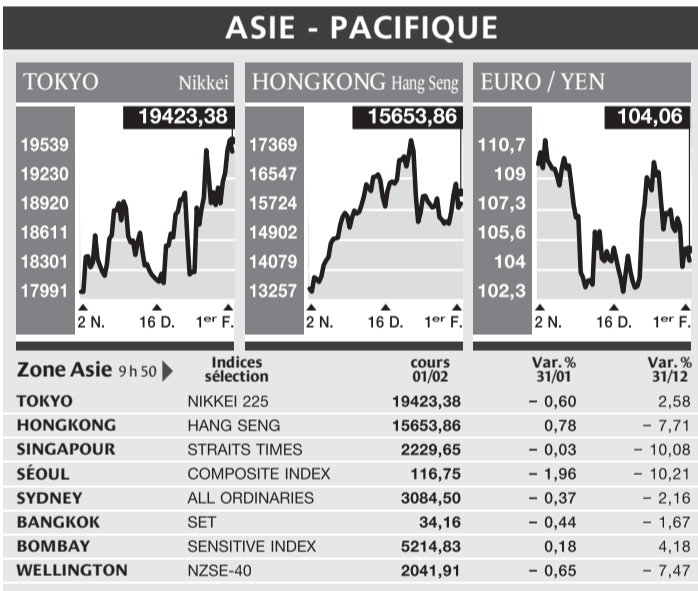 ASIE - PACIFIQUE
TOKYO Nikkei
19423,38
19539
19230
18920
18611
18301
17991
2 N. 16 D. 1er F.
HONGKONG Hang Seng
15653,86
17369
16547
15724
14902
14079
13257
2 N. 16 D. 1er F.
EURO / YEN
104,06
110,7
109
107,3
105,6
104
102,3
2 N. 16 D. 1er F.
Zone Asie 9 h 50 Indices sélection cours 01/02 Var. % 31/01 Var. % 31/12
TOKYO NIKKEI 225 19423,38 – 0,60 2,58
HONGKONG HANG SENG 15653,86 0,78 – 7,71
SINGAPOUR STRAITS TIMES 2229,65 – 0,03 – 10,08
SÉOUL COMPOSITE INDEX 116,75 – 1,96 – 10,21
SYDNEY ALL ORDINARIES 3084,50 – 0,37 – 2,16
BANGKOK SET 34,16 – 0,44 – 1,67
BOMBAY SENSITIVE INDEX 5214,83 0,18 4,18
WELLINGTON NZSE-40 2041,91 – 0,65 – 7,47